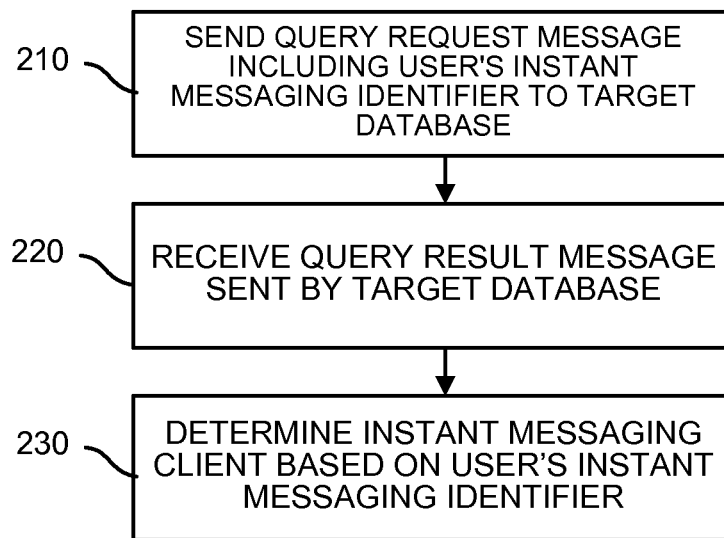 210
SEND QUERY REQUEST MESSAGE
INCLUDING USER'S INSTANT
MESSAGING IDENTIFIER TO TARGET
DATABASE
220
RECEIVE QUERY RESULT MESSAGE
SENT BY TARGET DATABASE
230
DETERMINE INSTANT MESSAGING
CLIENT BASED ON USER’S INSTANT
MESSAGING IDENTIFIER